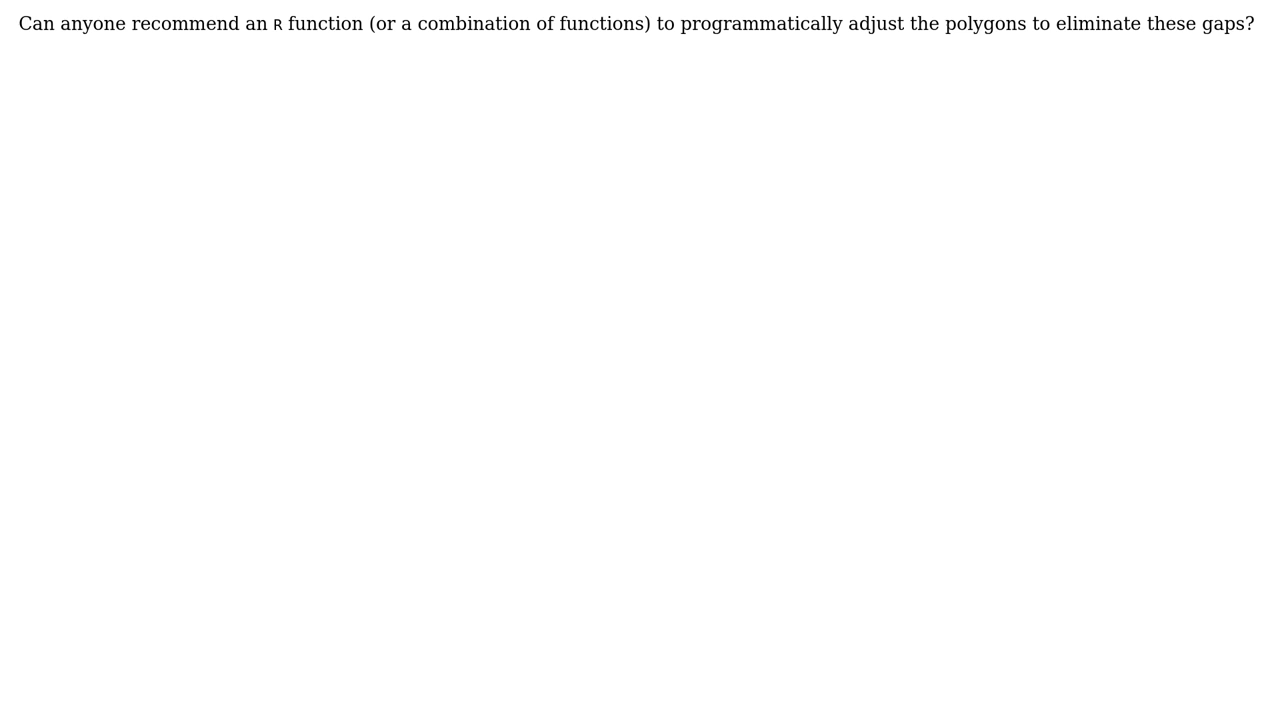 Can anyone recommend an R function (or a combination of functions) to programmatically adjust the polygons to eliminate these gaps?